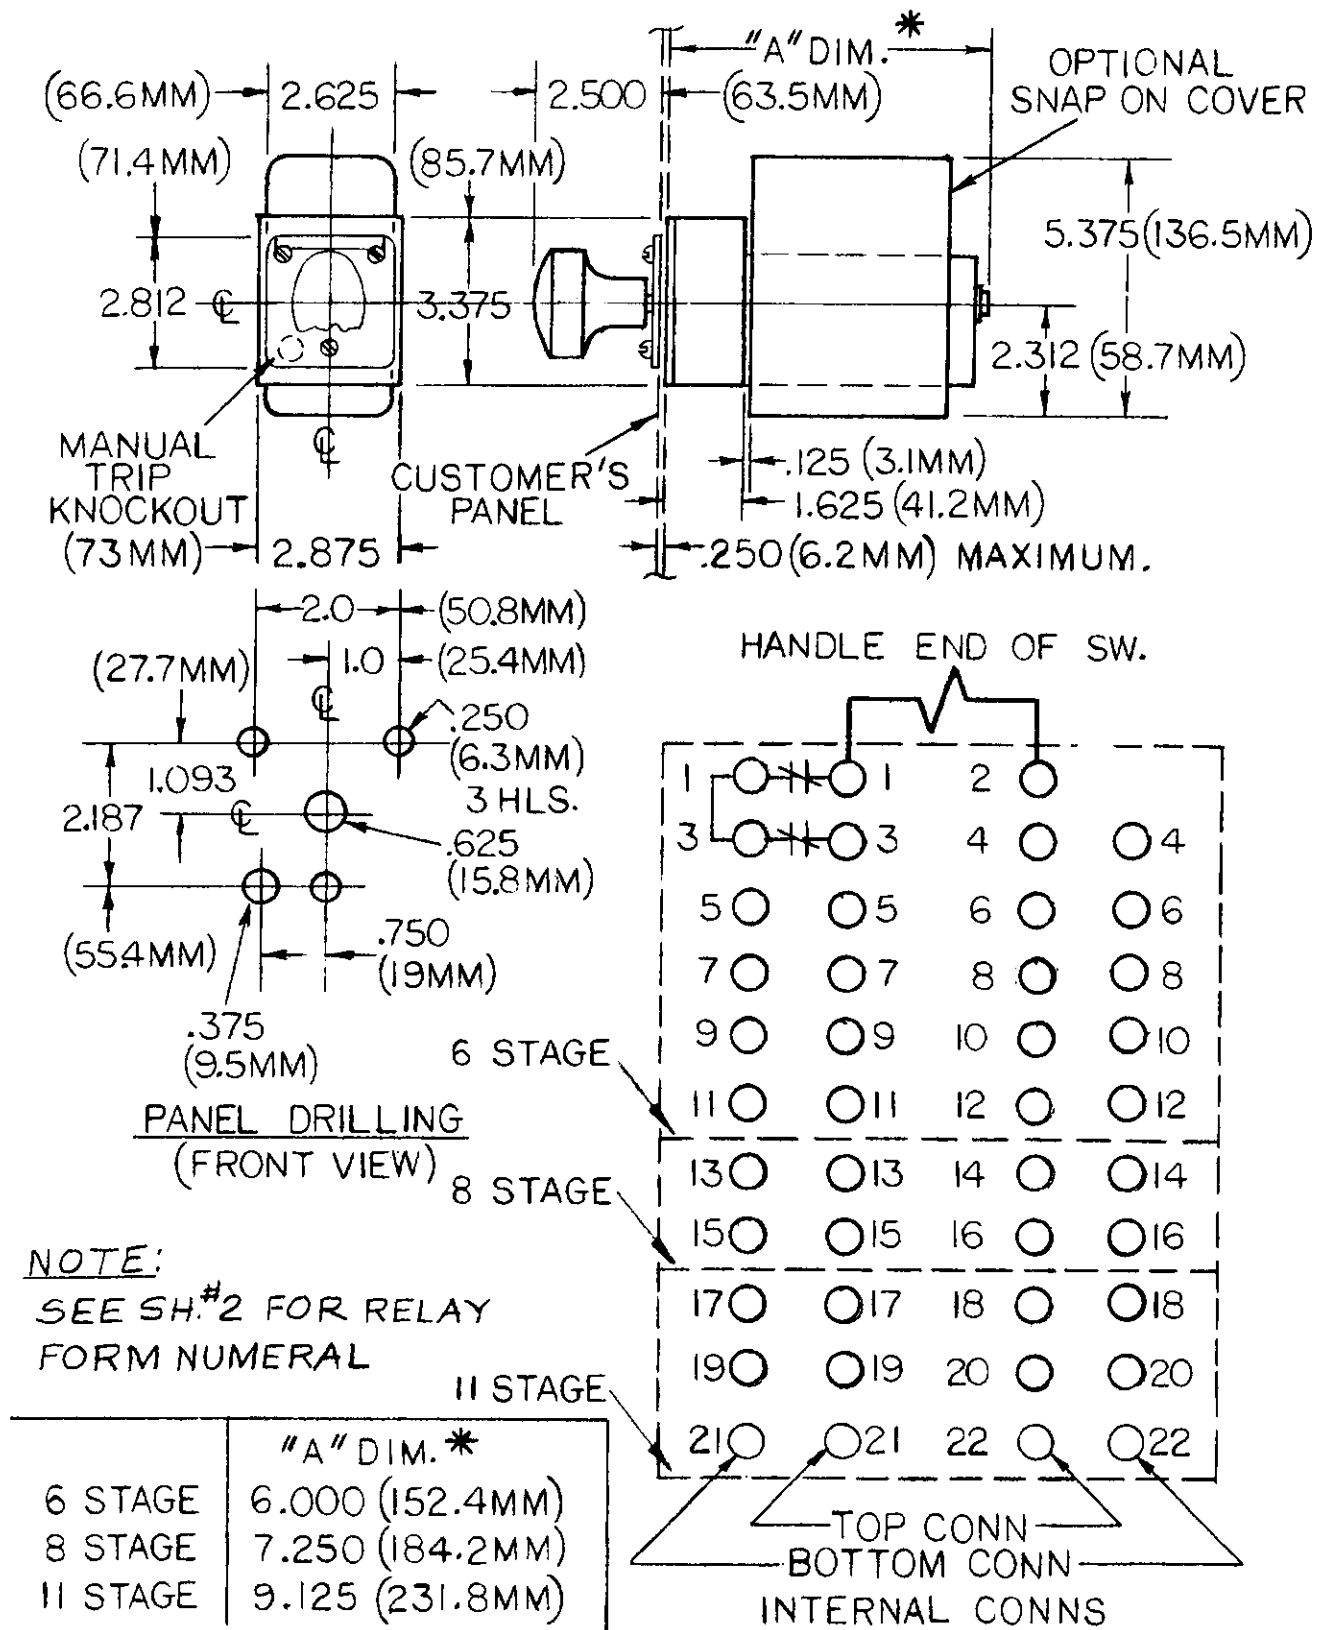 "A" DIM. *
(66.6MM) 2.625
2.500 (63.5MM)
OPTIONAL
SNAP ON COVER
(71.4MM)
(85.7MM)
5.375(136.5MM)
2.812
3.375
2.312 (58.7MM)
MANUAL
TRIP
KNOCKOUT
CUSTOMER'S
PANEL
.125 (3.1MM)
1.625 (41.2MM)
(73MM) 2.875
.250(6.2MM) MAXIMUM.
2.0 (50.8MM)
1.0 (25.4MM)
(27.7MM)
.250
(6.3MM)
3 HLS.
1.093
2.187
.625
(15.8MM)
(55.4MM)
.750
(19MM)
.375
(9.5MM)
PANEL DRILLING
(FRONT VIEW)
HANDLE END OF SW.
1 1 2
3 3 4 4
5 5 6 6
7 7 8 8
9 9 10 10
6 STAGE
11 11 12 12
13 13 14 14
8 STAGE
15 15 16 16
17 17 18 18
19 19 20 20
11 STAGE
21 21 22 22
TOP CONN
BOTTOM CONN
INTERNAL CONNS
NOTE:
SEE SH.#2 FOR RELAY
FORM NUMERAL
"A" DIM. *
6 STAGE 6.000 (152.4MM)
8 STAGE 7.250 (184.2MM)
11 STAGE 9.125 (231.8MM)